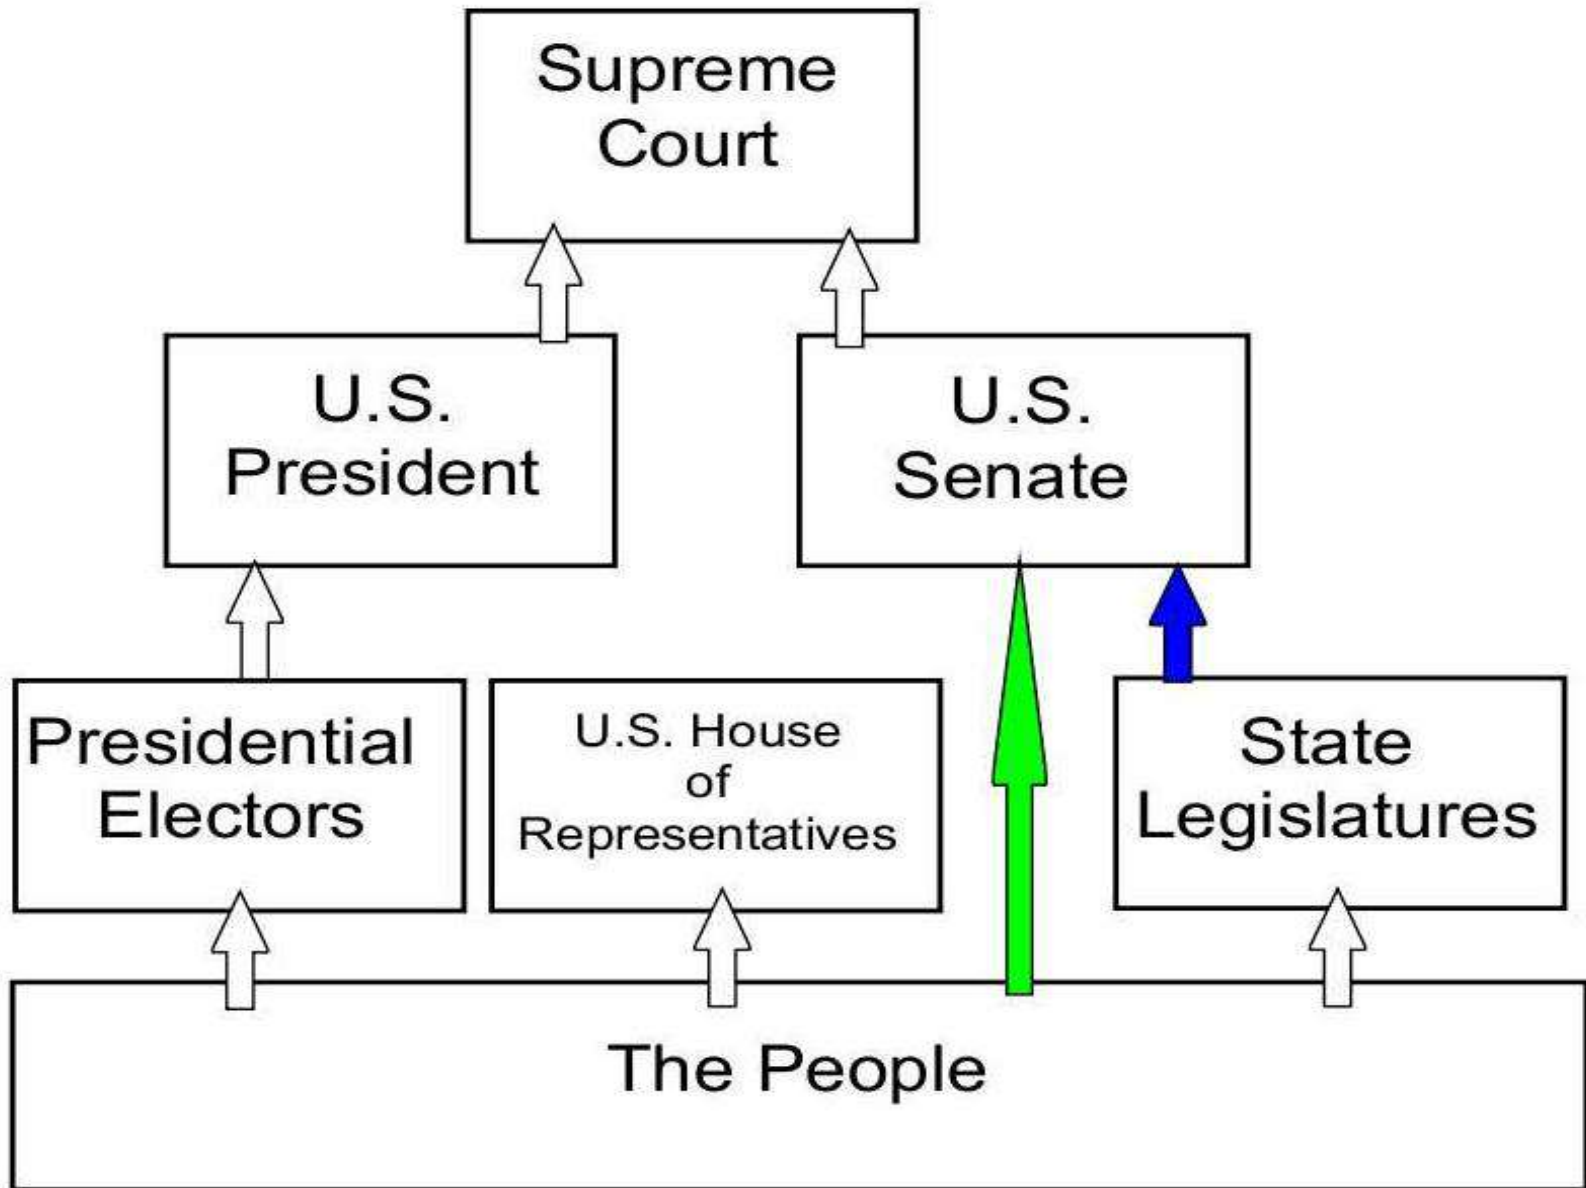 Supreme
Court
U.S.
President
U.S.
Senate
Presidential
Electors
U.S. House
of
Representatives
State
Legislatures
The People